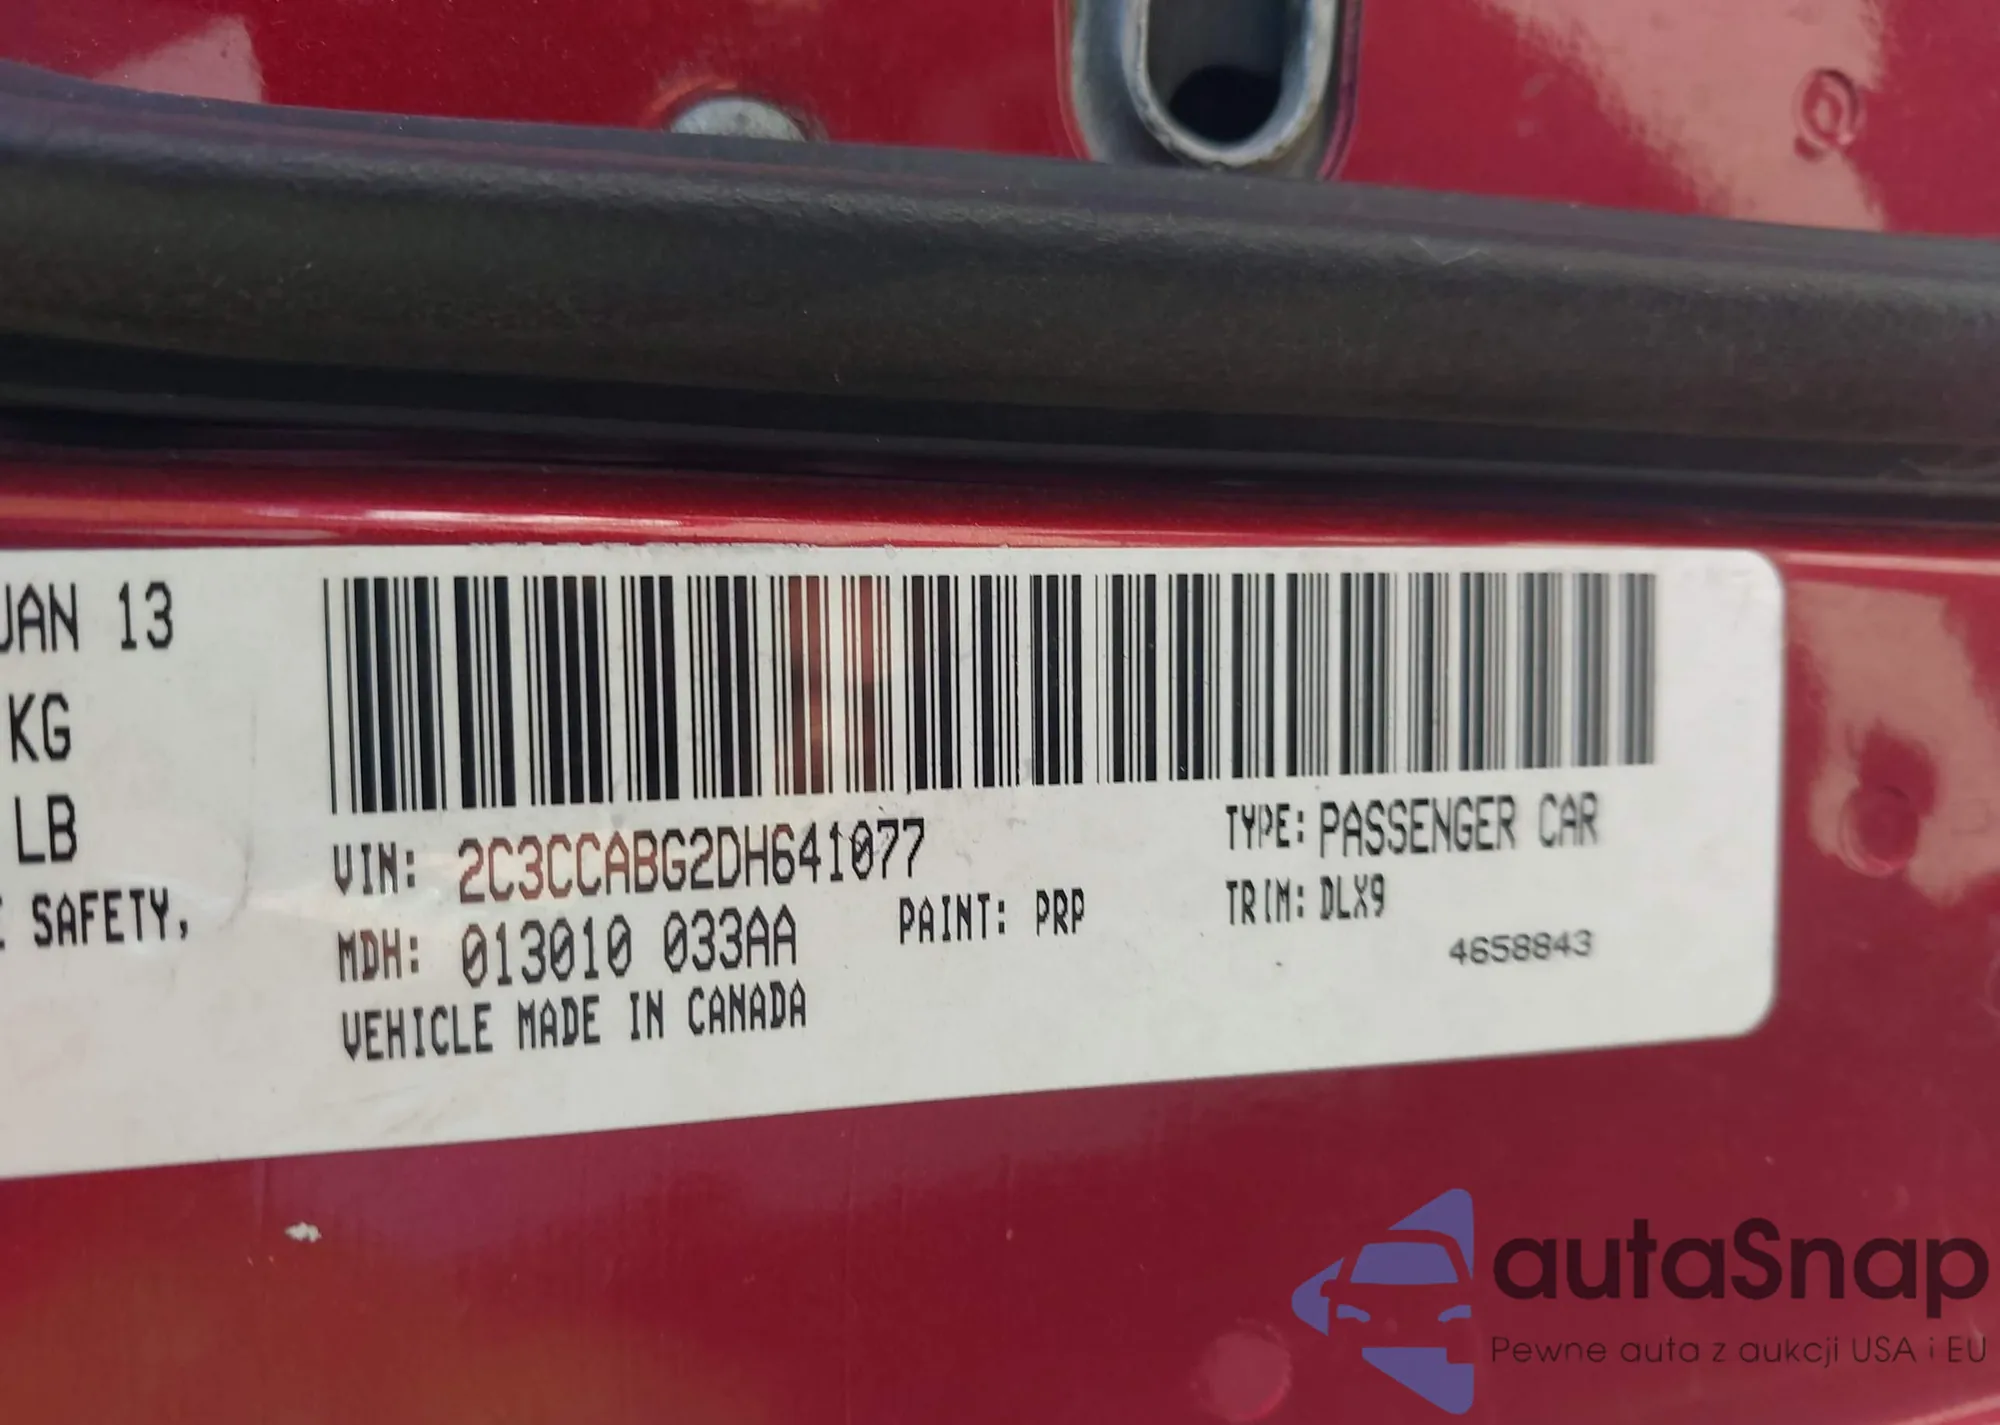 JAN 13
KG
LB
SAFETY,
VIN: 2C3CCABG2DH641077
TYPE: PASSENGER CAR
MDH: 013010 033AA
PAINT: PRP
TRIM: DLX9
VEHICLE MADE IN CANADA
4658843
autaSnap
Pewne auta z aukcji USA i EU